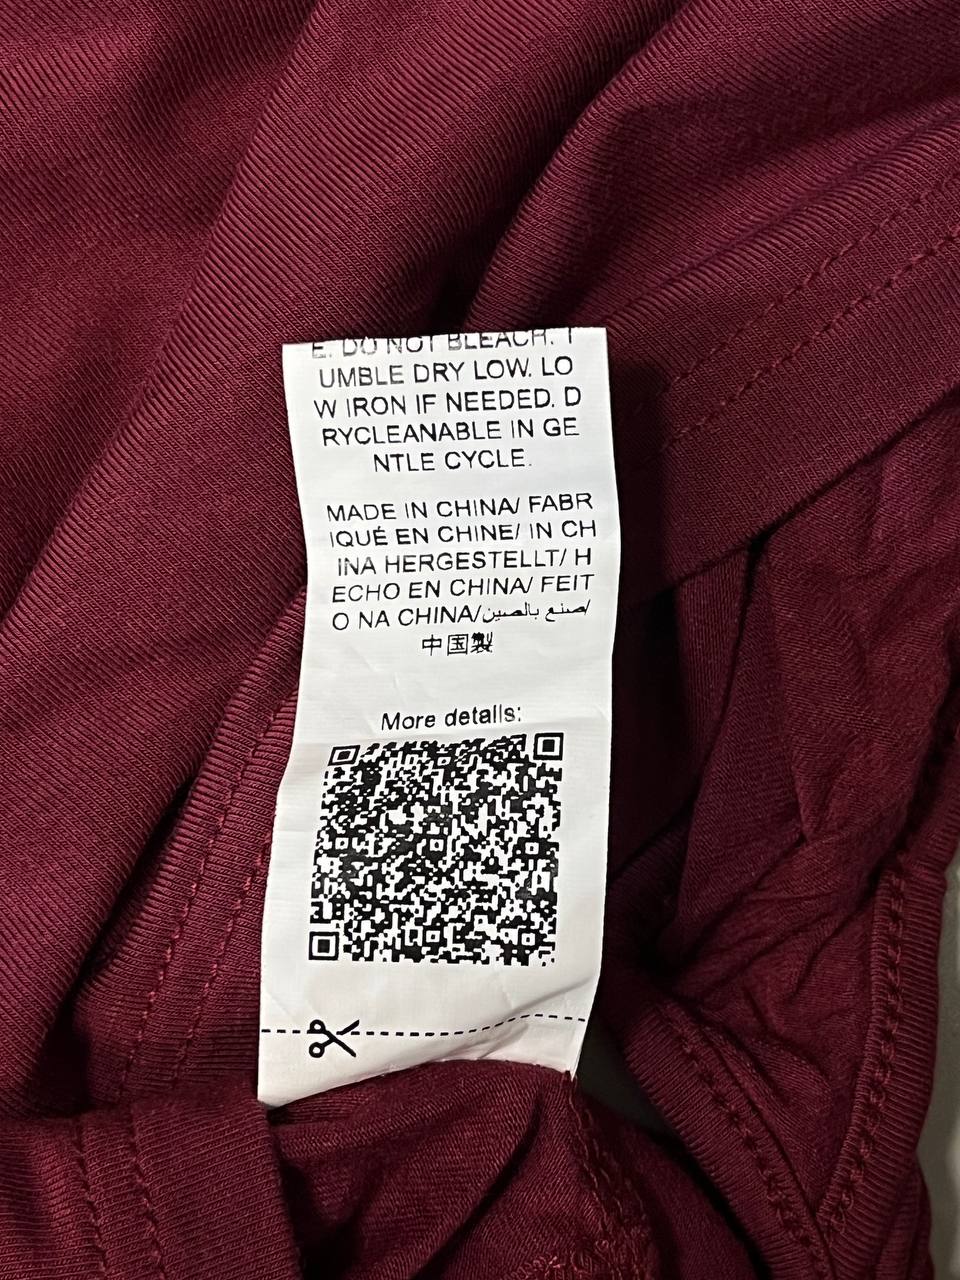 E. DO NOT BLEACH. T
UMBLE DRY LOW. LO
W IRON IF NEEDED. D
RYCLEANABLE IN GE
NTLE CYCLE.
MADE IN CHINA/ FABR
IQUÉ EN CHINE/ IN CH
INA HERGESTELLT/ H
ECHO EN CHINA/ FEIT
O NA CHINA/صنع بالصين/
中国製
More details: